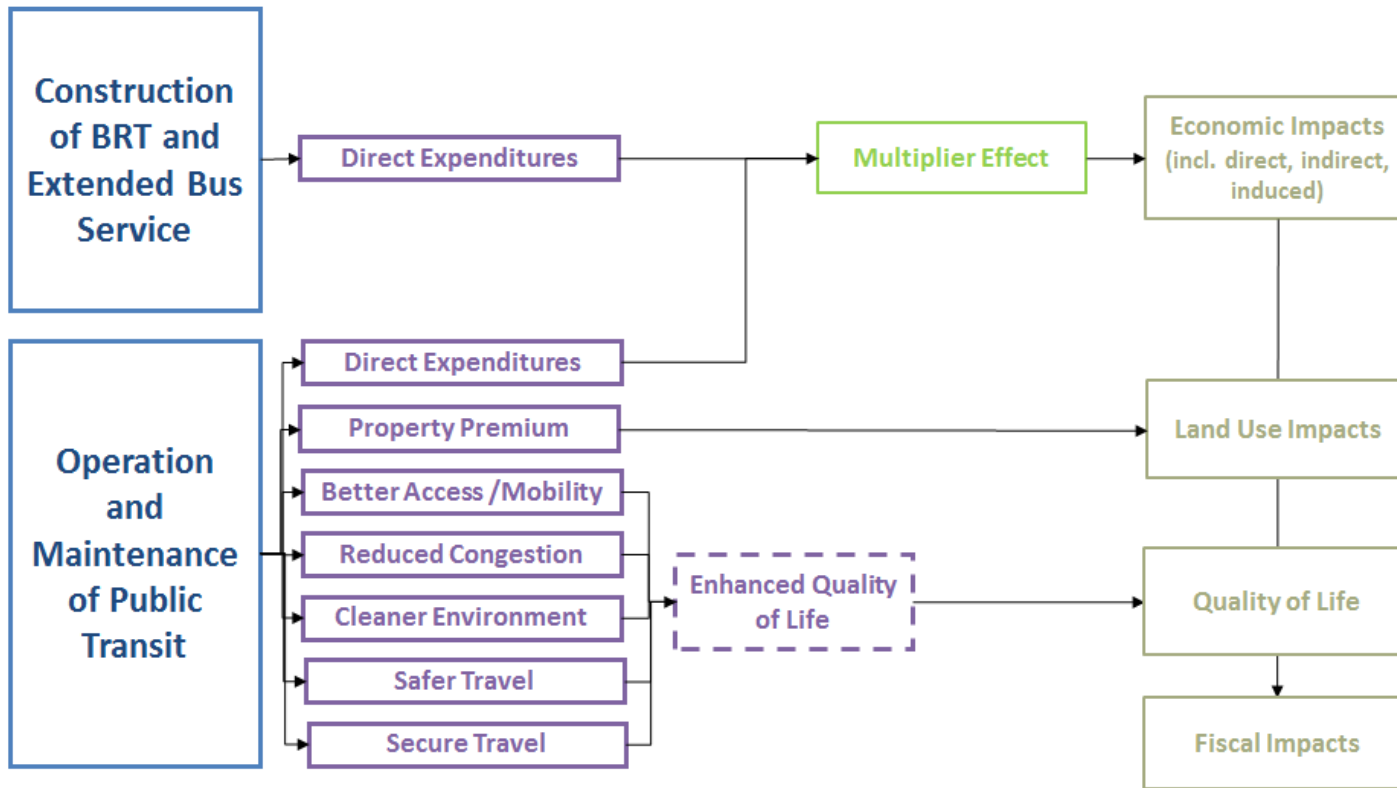 Construction
of BRT and
Extended Bus
Service
Direct Expenditures
Multiplier Effect
Economic Impacts
(incl. direct, indirect,
induced)
Operation
and
Maintenance
of Public
Transit
Direct Expenditures
Property Premium
Better Access /Mobility
Reduced Congestion
Cleaner Environment
Safer Travel
Secure Travel
Enhanced Quality
of Life
Land Use Impacts
Quality of Life
Fiscal Impacts